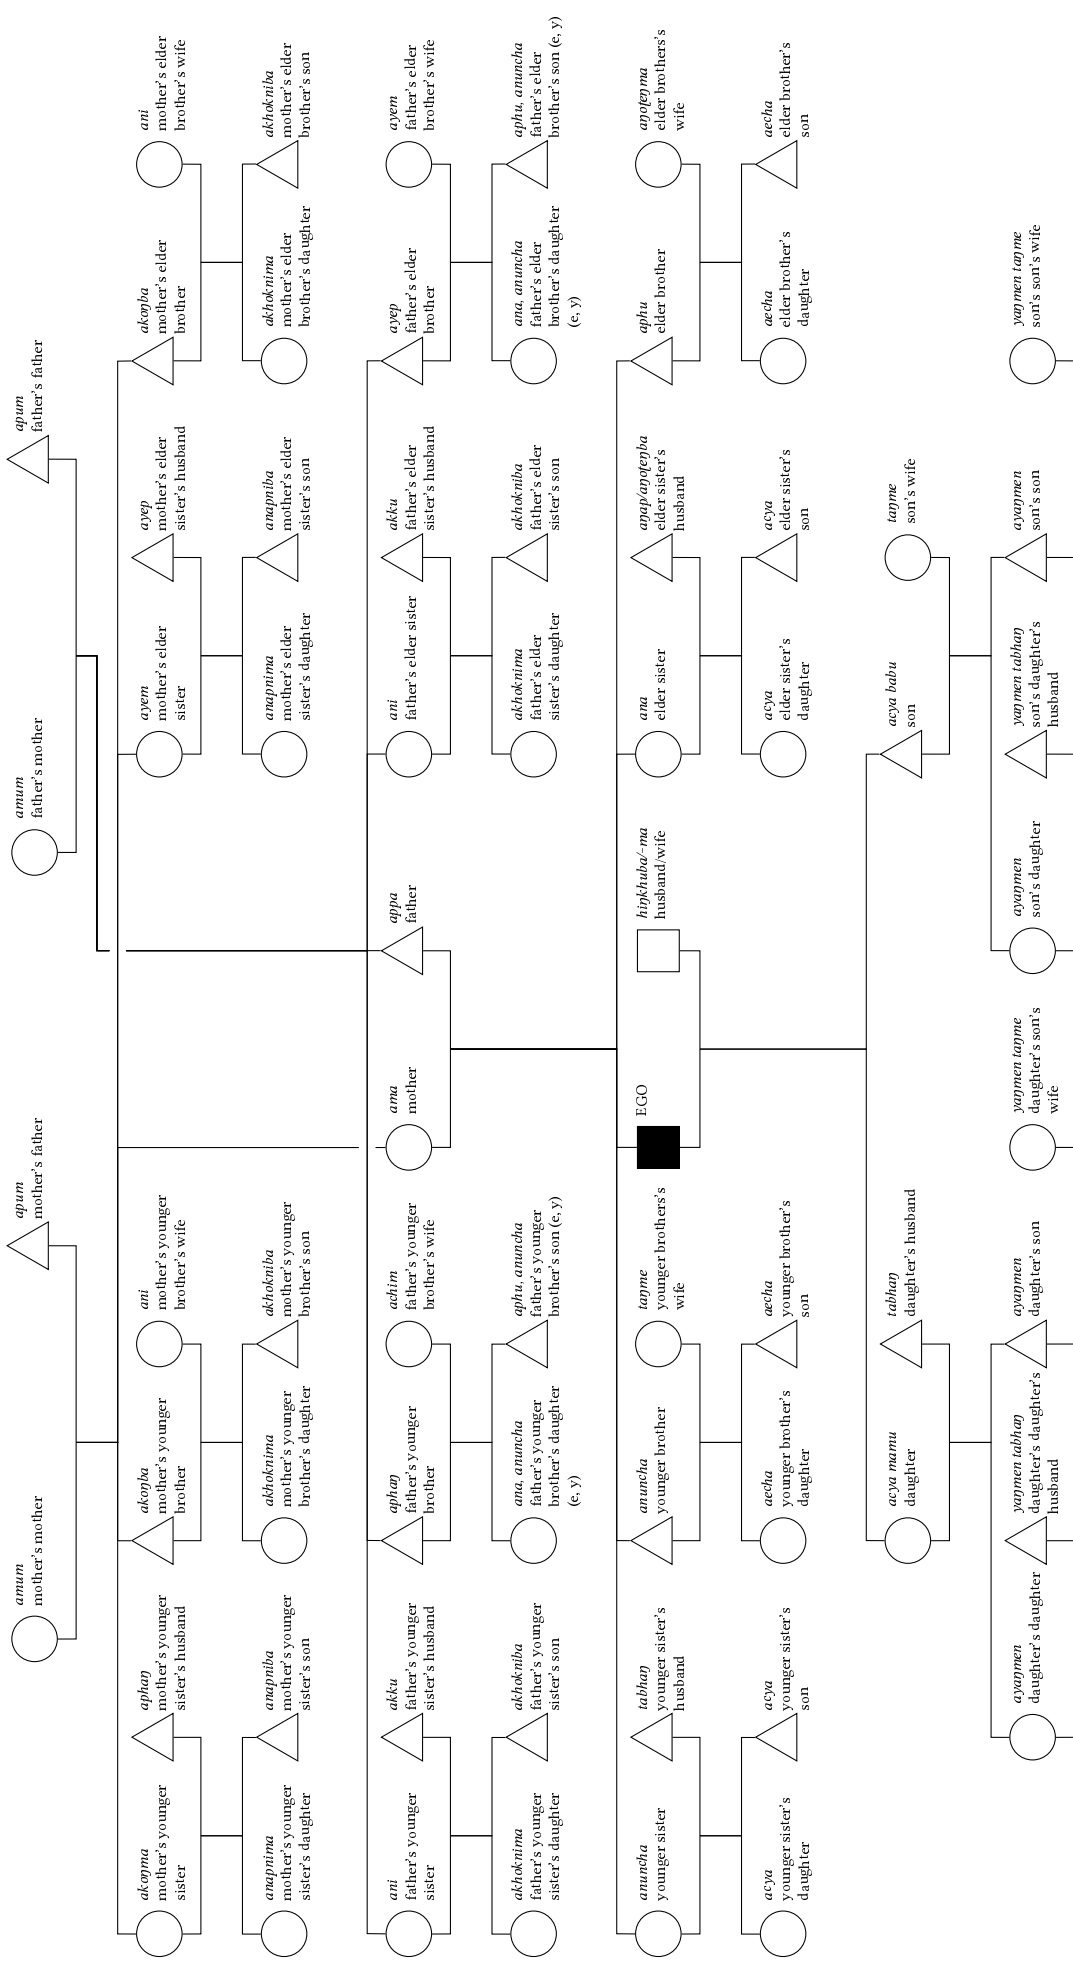 amum
mother's mother
apum
mother's father
amum
father's mother
apum
father's father
akoŋma
mother's younger
sister
aphaŋ
mother's younger
sister's husband
akoŋba
mother's younger
brother
ani
mother's younger
brother's wife
ayem
mother's elder
sister
ayep
mother's elder
sister's husband
akoŋba
mother's elder
brother
ani
mother's elder
brother's wife
anapnima
mother's younger
sister's daughter
anapniba
mother's younger
sister's son
akhoknima
mother's younger
brother's daughter
akhokniba
mother's younger
brother's son
anapnima
mother's elder
sister's daughter
anapniba
mother's elder
sister's son
akhoknima
mother's elder
brother's daughter
akhokniba
mother's elder
brother's son
ani
father's younger
sister
akku
father's younger
sister's husband
aphaŋ
father's younger
brother
achim
father's younger
brother's wife
ama
mother
appa
father
ani
father's elder sister
akku
father's elder
sister's husband
ayep
father's elder
brother
ayem
father's elder
brother's wife
akhoknima
father's younger
sister's daughter
akhokniba
father's younger
sister's son
ana, anuncha
father's younger
brother's daughter
(e, y)
aphu, anuncha
father's younger
brother's son (e, y)
akhoknima
father's elder
sister's daughter
akhokniba
father's elder
sister's son
ana, anuncha
father's elder
brother's daughter
(e, y)
aphu, anuncha
father's elder
brother's son (e, y)
anuncha
younger sister
tabhaŋ
younger sister's
husband
anuncha
younger brother
taŋme
younger brothers's
wife
EGO
hiŋkhuba/-ma
husband/wife
ana
elder sister
aŋap/aŋoʈeŋba
elder sister's
husband
aphu
elder brother
aŋoʈeŋma
elder brothers's
wife
acya
younger sister's
daughter
acya
younger sister's
son
aecha
younger brother's
daughter
aecha
younger brother's
son
acya
elder sister's
daughter
acya
elder sister's
son
aecha
elder brother's
daughter
aecha
elder brother's
son
acya mamu
daughter
tabhaŋ
daughter's husband
acya babu
son
taŋme
son's wife
ayaŋmen
daughter's daughter
yaŋmen tabhaŋ
daughter's daughter's
husband
ayaŋmen
daughter's son
yaŋmen taŋme
daughter's son's
wife
ayaŋmen
son's daughter
yaŋmen tabhaŋ
son's daughter's
husband
ayaŋmen
son's son
yaŋmen taŋme
son's son's wife